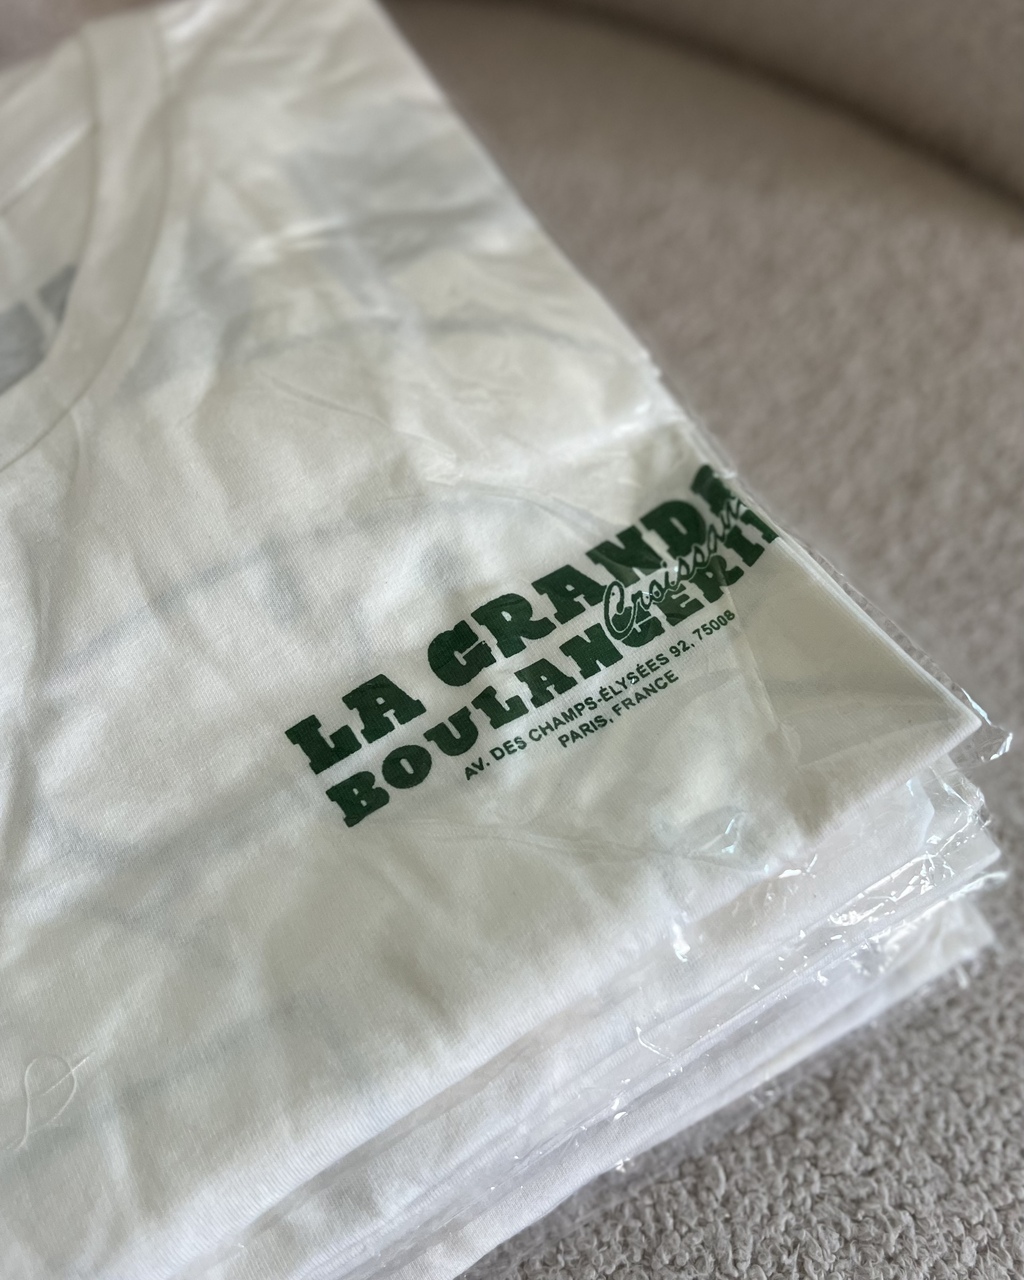 LA GRANDE
Croissant
BOULANGERIE
AV. DES CHAMPS-ÉLYSÉES 92, 75008
PARIS, FRANCE